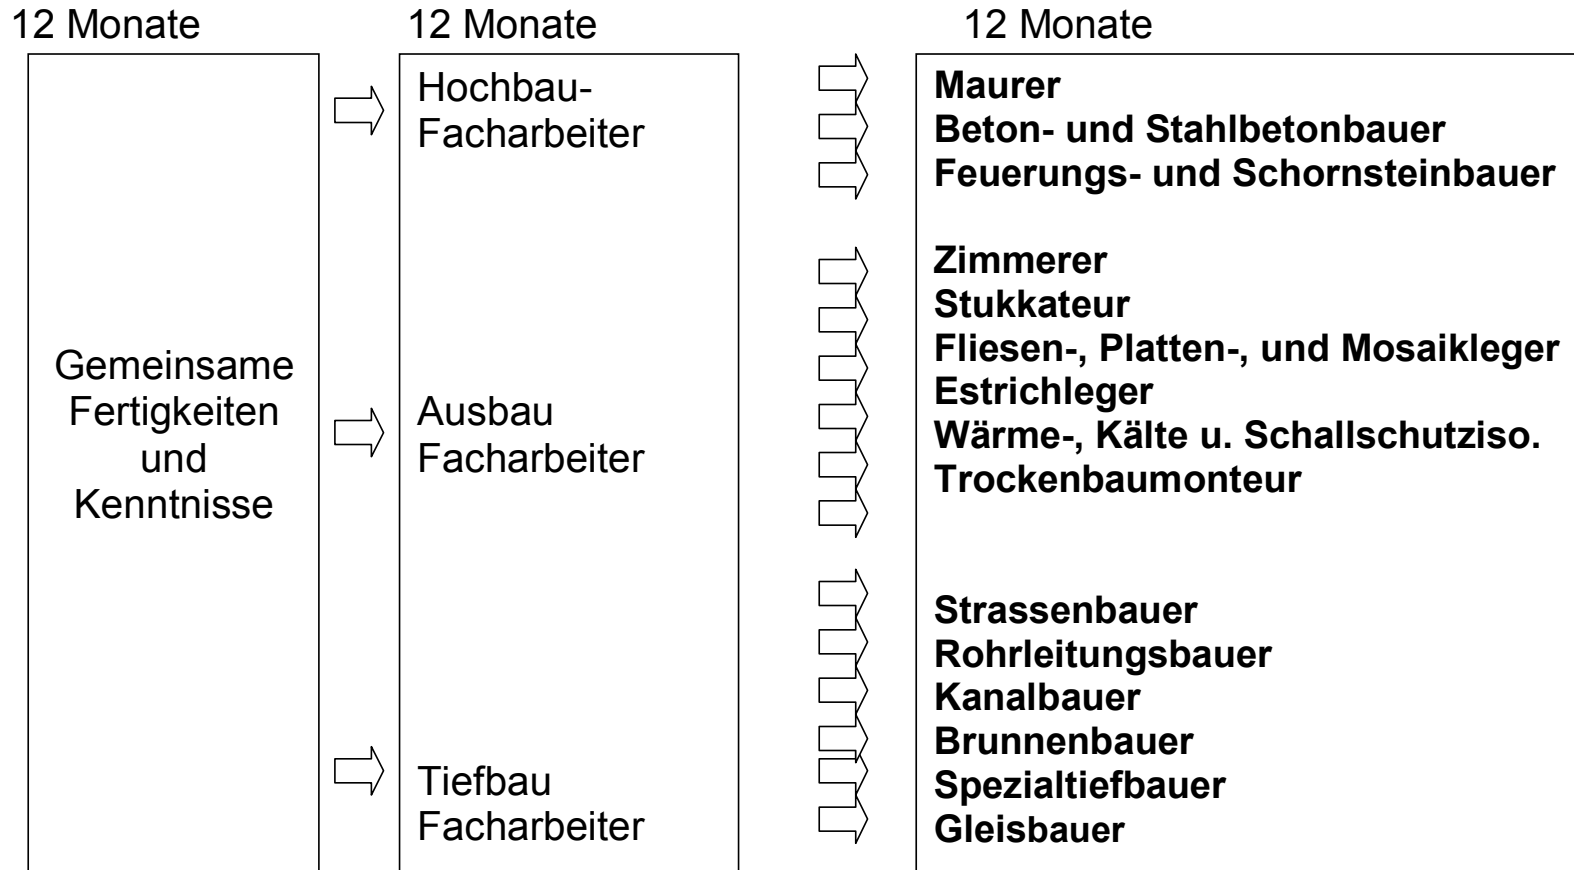 12 Monate
12 Monate
12 Monate
Gemeinsame
Fertigkeiten
und
Kenntnisse
Hochbau-
Facharbeiter
Ausbau
Facharbeiter
Tiefbau
Facharbeiter
Maurer
Beton- und Stahlbetonbauer
Feuerungs- und Schornsteinbauer
Zimmerer
Stukkateur
Fliesen-, Platten-, und Mosaikleger
Estrichleger
Wärme-, Kälte u. Schallschutziso.
Trockenbaumonteur
Strassenbauer
Rohrleitungsbauer
Kanalbauer
Brunnenbauer
Spezialtiefbauer
Gleisbauer